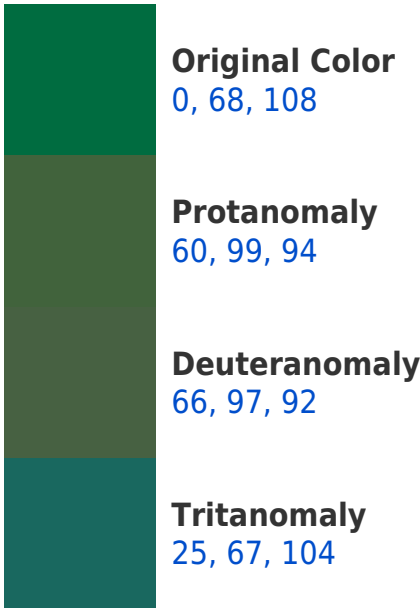 Original Color
0, 68, 108
Protanomaly
60, 99, 94
Deuteranomaly
66, 97, 92
Tritanomaly
25, 67, 104